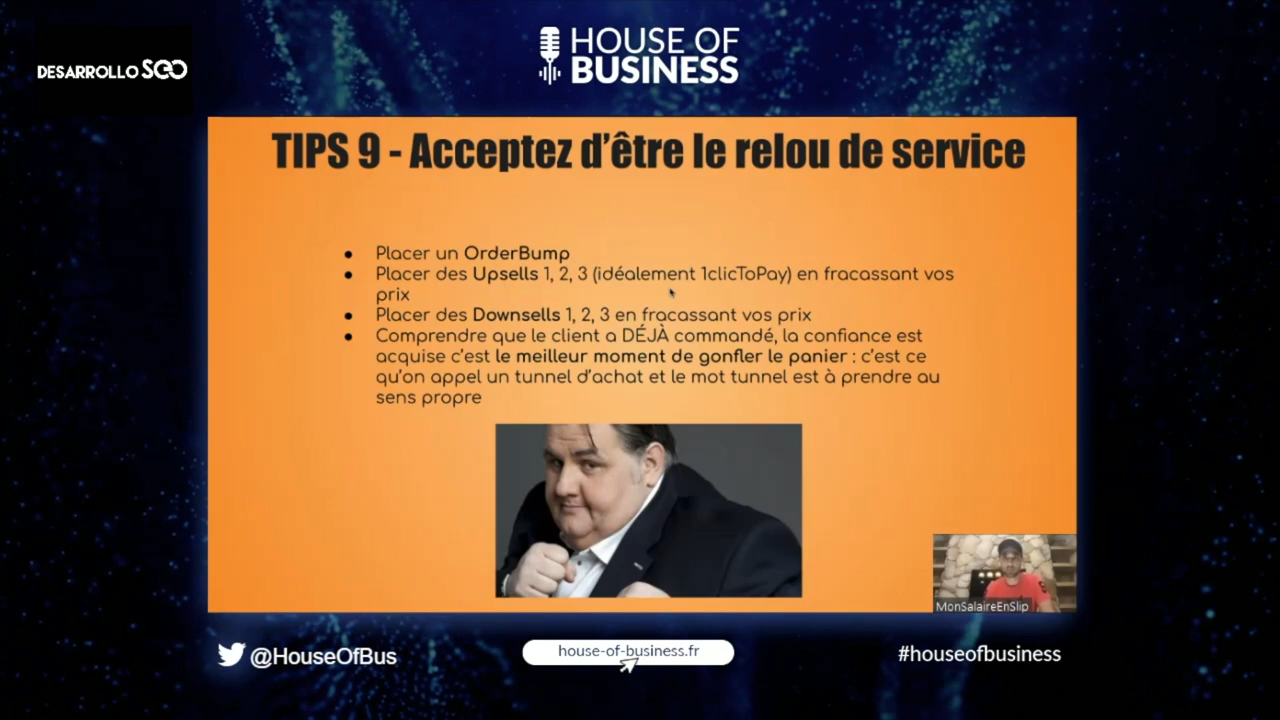 DESARROLLO SEO
HOUSE OF
BUSINESS
TIPS 9 - Acceptez d'être le relou de service
● Placer un OrderBump
● Placer des Upsells 1, 2, 3 (idéalement 1clicToPay) en fracassant vos
prix
● Placer des Downsells 1, 2, 3 en fracassant vos prix
● Comprendre que le client a DÉJÀ commandé, la confiance est
acquise c'est le meilleur moment de gonfler le panier : c'est ce
qu'on appel un tunnel d'achat et le mot tunnel est à prendre au
sens propre
MonSalaireEnSlip
@HouseOfBus
house-of-business.fr
#houseofbusiness